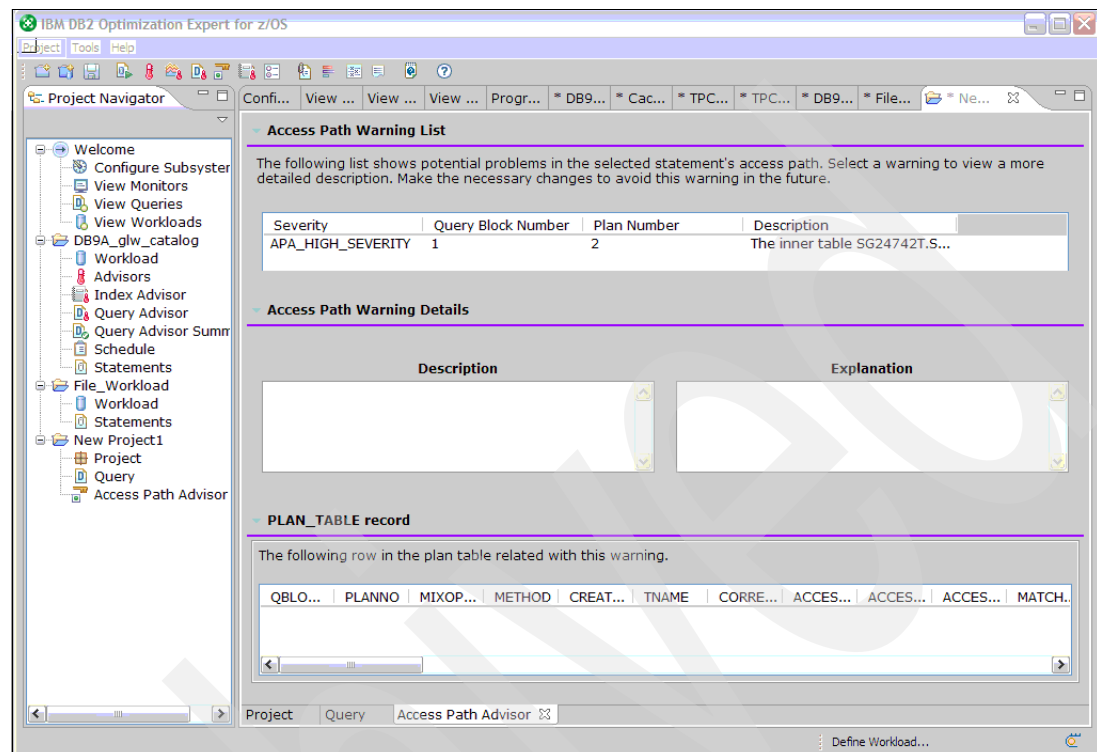 IBM DB2 Optimization Expert for z/OS
Project Tools Help
Project Navigator
Confi... View ... View ... View ... Progr... * DB9... * Cac... * TPC... * TPC... * DB9... * File... * Ne...
Welcome
Configure Subsyster
View Monitors
View Queries
View Workloads
DB9A_glw_catalog
Workload
Advisors
Index Advisor
Query Advisor
Query Advisor Summ
Schedule
Statements
File_Workload
Workload
Statements
New Project1
Project
Query
Access Path Advisor
Access Path Warning List
The following list shows potential problems in the selected statement's access path. Select a warning to view a more
detailed description. Make the necessary changes to avoid this warning in the future.
Severity Query Block Number Plan Number Description
APA_HIGH_SEVERITY 1 2 The inner table SG24742T.S...
Access Path Warning Details
Description Explanation
PLAN_TABLE record
The following row in the plan table related with this warning.
QBLO... PLANNO MIXOP... METHOD CREAT... TNAME CORRE... ACCES... ACCES... ACCES... MATCH..
Project Query Access Path Advisor
Define Workload...